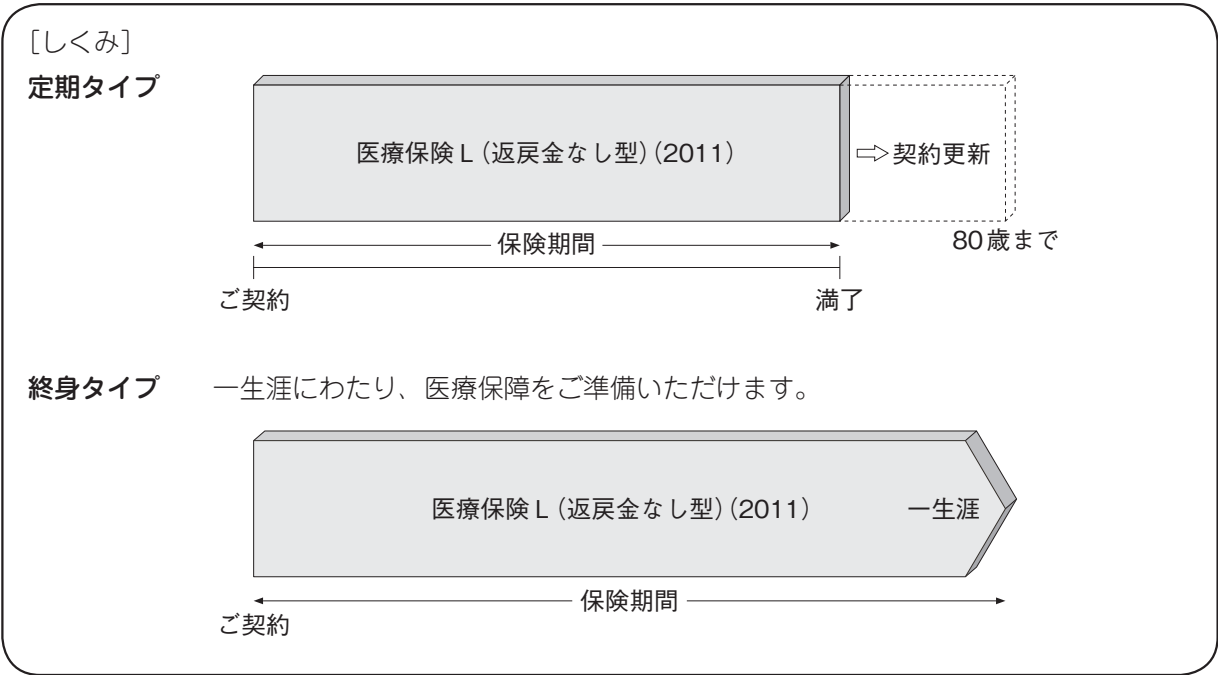 [しくみ]
定期タイプ
医療保険L(返戻金なし型)(2011)
⇨契約更新
保険期間
80歳まで
ご契約
満了
終身タイプ 一生涯にわたり、医療保障をご準備いただけます。
医療保険L(返戻金なし型)(2011) 一生涯
保険期間
ご契約